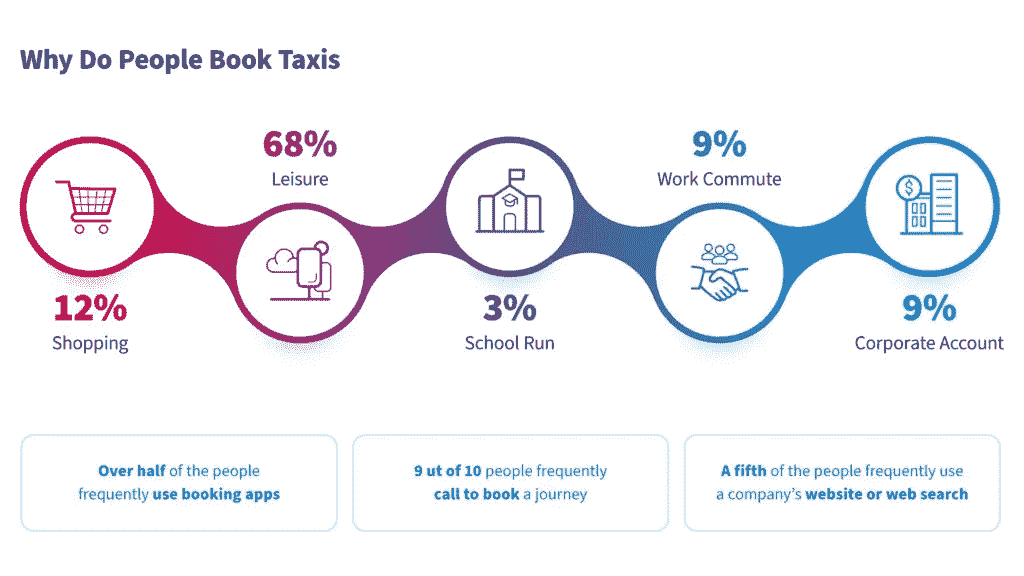 Why Do People Book Taxis
12%
Shopping
68%
Leisure
3%
School Run
9%
Work Commute
$
9%
Corporate Account
Over half of the people
frequently use booking apps
9 ut of 10 people frequently
call to book a journey
A fifth of the people frequently use
a company's website or web search